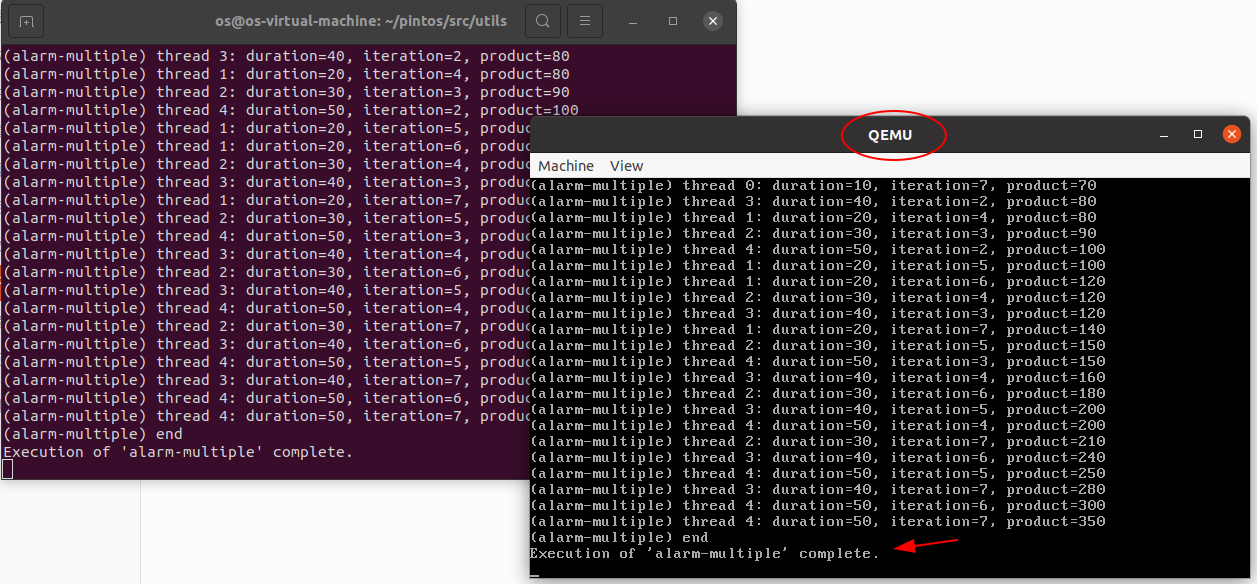 os@os-virtual-machine: ~/pintos/src/utils
(alarm-multiple) thread 3: duration=40, iteration=2, product=80
(alarm-multiple) thread 1: duration=20, iteration=4, product=80
(alarm-multiple) thread 2: duration=30, iteration=3, product=90
(alarm-multiple) thread 4: duration=50, iteration=2, product=100
(alarm-multiple) thread 1: duration=20, iteration=5, produc
(alarm-multiple) thread 1: duration=20, iteration=6, produc
(alarm-multiple) thread 2: duration=30, iteration=4, produc
(alarm-multiple) thread 3: duration=40, iteration=3, produc
(alarm-multiple) thread 1: duration=20, iteration=7, produc
(alarm-multiple) thread 2: duration=30, iteration=5, produc
(alarm-multiple) thread 4: duration=50, iteration=3, produc
(alarm-multiple) thread 3: duration=40, iteration=4, produc
(alarm-multiple) thread 2: duration=30, iteration=6, produc
(alarm-multiple) thread 3: duration=40, iteration=5, produc
(alarm-multiple) thread 4: duration=50, iteration=4, produc
(alarm-multiple) thread 2: duration=30, iteration=7, produc
(alarm-multiple) thread 3: duration=40, iteration=6, produc
(alarm-multiple) thread 4: duration=50, iteration=5, produc
(alarm-multiple) thread 3: duration=40, iteration=7, produc
(alarm-multiple) thread 4: duration=50, iteration=6, produc
(alarm-multiple) thread 4: duration=50, iteration=7, produc
(alarm-multiple) end
Execution of 'alarm-multiple' complete.
QEMU
Machine View
(alarm-multiple) thread 0: duration=10, iteration=7, product=70
(alarm-multiple) thread 3: duration=40, iteration=2, product=80
(alarm-multiple) thread 1: duration=20, iteration=4, product=80
(alarm-multiple) thread 2: duration=30, iteration=3, product=90
(alarm-multiple) thread 4: duration=50, iteration=2, product=100
(alarm-multiple) thread 1: duration=20, iteration=5, product=100
(alarm-multiple) thread 1: duration=20, iteration=6, product=120
(alarm-multiple) thread 2: duration=30, iteration=4, product=120
(alarm-multiple) thread 3: duration=40, iteration=3, product=120
(alarm-multiple) thread 1: duration=20, iteration=7, product=140
(alarm-multiple) thread 2: duration=30, iteration=5, product=150
(alarm-multiple) thread 4: duration=50, iteration=3, product=150
(alarm-multiple) thread 3: duration=40, iteration=4, product=160
(alarm-multiple) thread 2: duration=30, iteration=6, product=180
(alarm-multiple) thread 3: duration=40, iteration=5, product=200
(alarm-multiple) thread 4: duration=50, iteration=4, product=200
(alarm-multiple) thread 2: duration=30, iteration=7, product=210
(alarm-multiple) thread 3: duration=40, iteration=6, product=240
(alarm-multiple) thread 4: duration=50, iteration=5, product=250
(alarm-multiple) thread 3: duration=40, iteration=7, product=280
(alarm-multiple) thread 4: duration=50, iteration=6, product=300
(alarm-multiple) thread 4: duration=50, iteration=7, product=350
(alarm-multiple) end
Execution of 'alarm-multiple' complete.